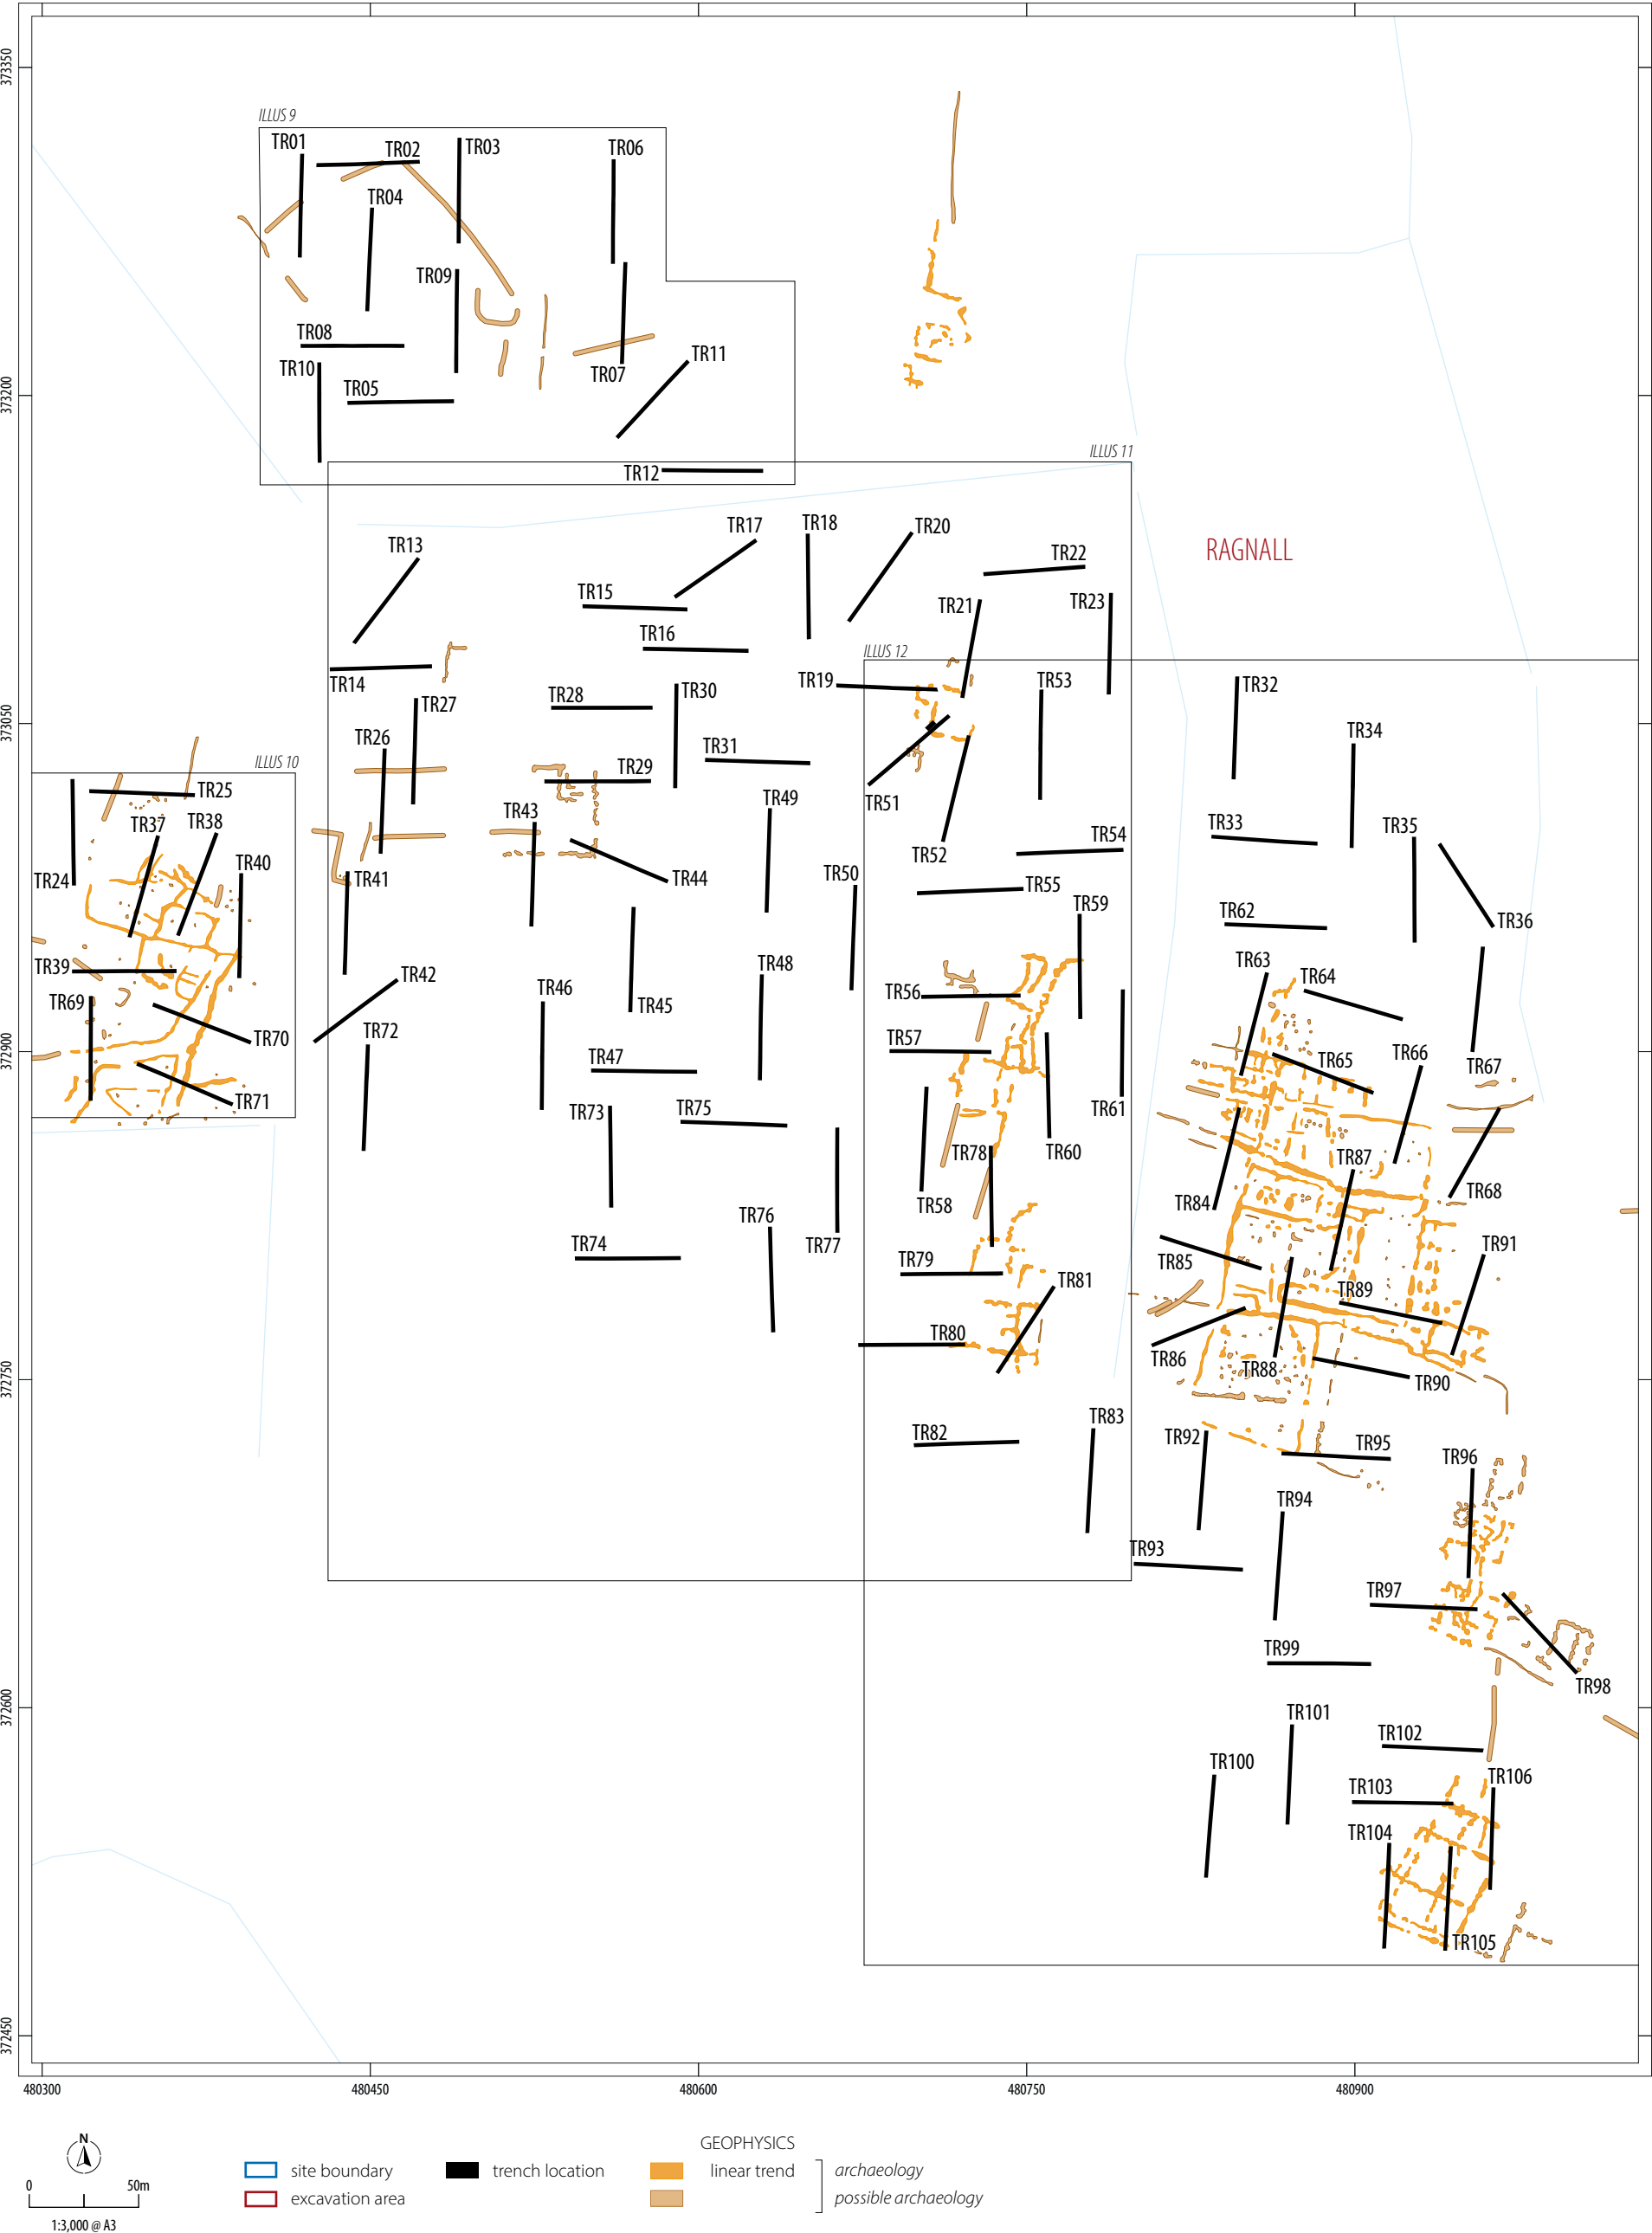 ILLUS 9
TR01
TR02
TR03
TR06
TR04
TR09
TR08
TR10
TR05
TR07
TR11
TR12
ILLUS 11
TR13
TR17
TR18
TR20
TR22
RAGNALL
TR15
TR16
TR21
TR23
TR14
ILLUS 12
TR19
TR53
TR32
TR27
TR28
TR30
TR26
TR31
TR34
ILLUS 10
TR25
TR29
TR51
TR37
TR38
TR43
TR49
TR52
TR54
TR33
TR35
TR24
TR40
TR41
TR44
TR50
TR55
TR59
TR62
TR36
TR39
TR42
TR48
TR63
TR64
TR69
TR46
TR45
TR56
TR72
TR70
TR57
TR47
TR65
TR66
TR67
TR71
TR73
TR75
TR61
TR78
TR60
TR87
TR58
TR84
TR68
TR76
TR77
TR74
TR79
TR85
TR91
TR81
TR89
TR80
TR86
TR88
TR90
TR82
TR83
TR92
TR95
TR96
TR94
TR93
TR97
TR99
TR98
TR101
TR102
TR100
TR103
TR106
TR104
TR105
373350
373200
373050
372900
372750
372600
372450
480300
480450
480600
480750
480900
N
0
50m
1:3,000 @ A3
site boundary
excavation area
trench location
GEOPHYSICS
linear trend
archaeology
possible archaeology